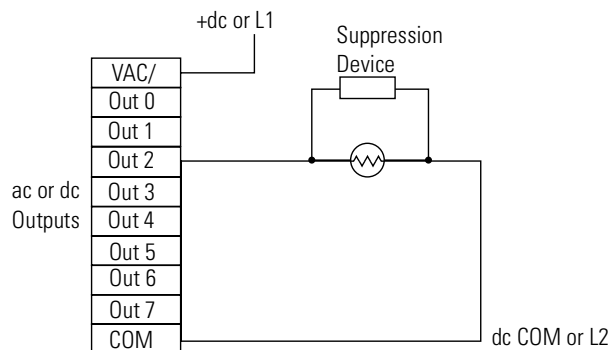 +dc or L1
Suppression
Device
VAC/
Out 0
Out 1
Out 2
Out 3
Out 4
Out 5
Out 6
Out 7
COM
ac or dc
Outputs
dc COM or L2